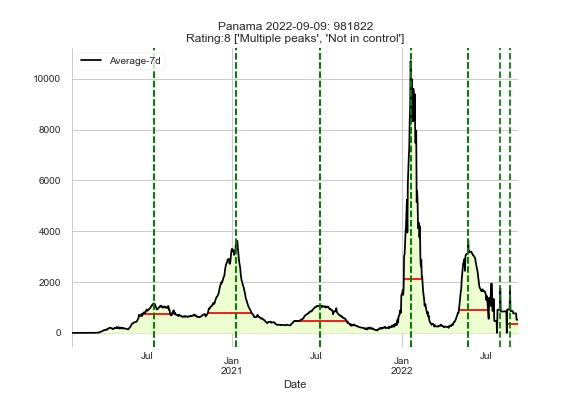 Panama 2022-09-09: 981822
Rating:8 ['Multiple peaks', 'Not in control']
Average-7d
10000
8000
6000
4000
2000
0
Jul
Jan
2021
Jul
Jan
2022
Jul
Date